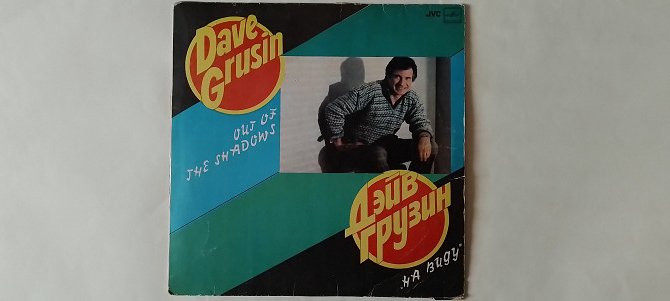 Dave
Grusin
JVC
OUT OF
THE SHADOWS
Дэйв
Грузин
„НА ВИДУ"